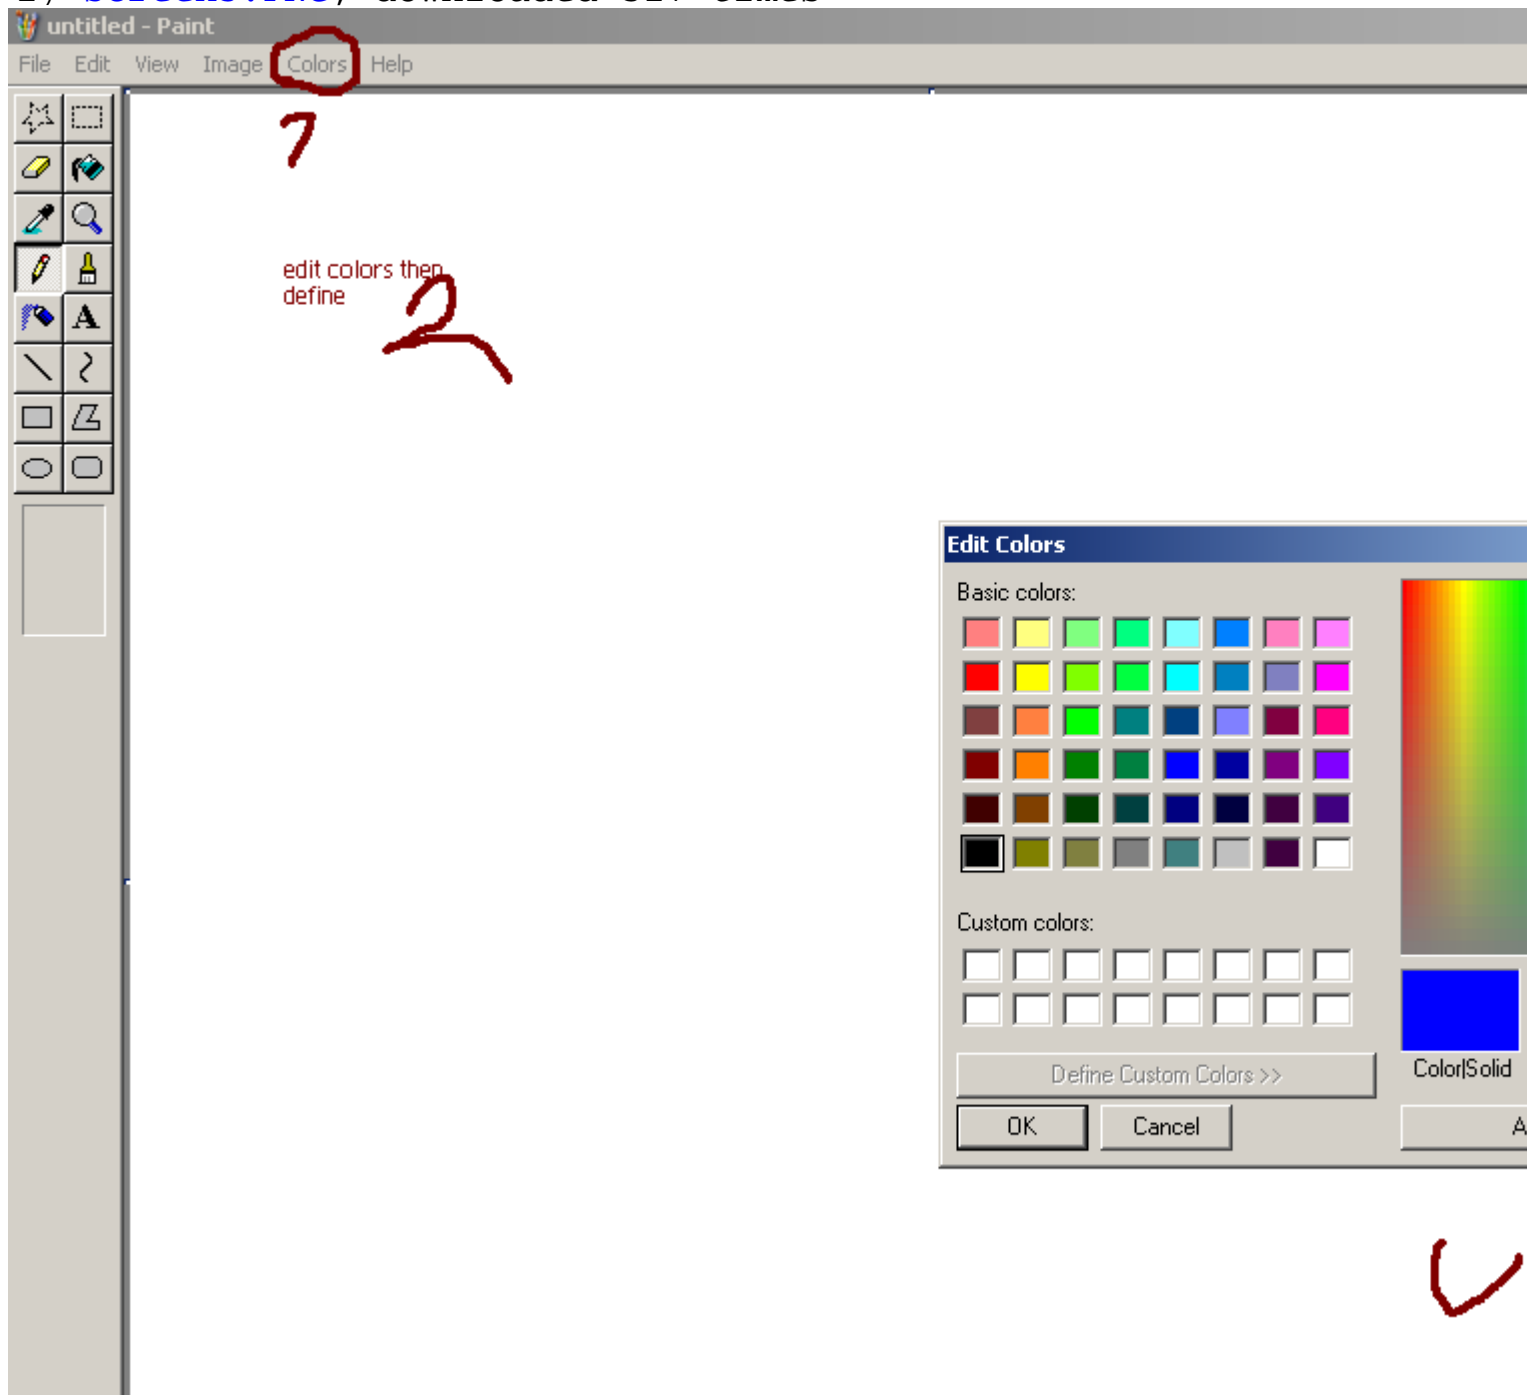 untitled - Paint
File Edit View Image Colors Help
1
edit colors then
define
2
Edit Colors
Basic colors:
Custom colors:
Define Custom Colors >>
Color|Solid
OK Cancel A